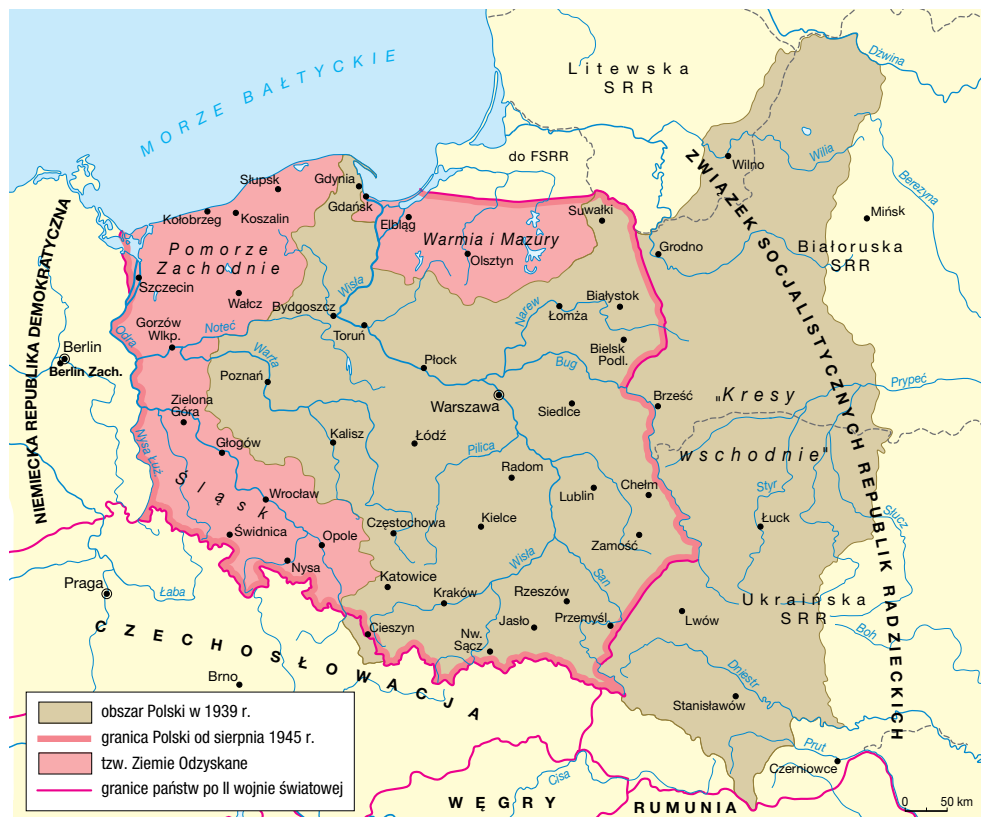 MORZE BAŁTYCKIE
Litewska
SRR
Dźwina
do FSRR
Wilno
Wilia
Berezyna
Mińsk
Białoruska
SRR
ZWIĄZEK SOCJALISTYCZNYCH REPUBLIK RADZIECKICH
NIEMIECKA REPUBLIKA DEMOKRATYCZNA
Słupsk
Gdynia
Gdańsk
Kołobrzeg
Koszalin
Elbląg
Suwałki
Grodno
Pomorze
Zachodnie
Warmia i Mazury
Olsztyn
Szczecin
Wałcz
Bydgoszcz
Wisła
Toruń
Narew
Łomża
Białystok
Bielsk
Podl.
Odra
Gorzów
Wlkp.
Noteć
Berlin
Berlin Zach.
Warta
Poznań
Płock
Bug
Warszawa
Siedlce
Brześć
"Kresy
wschodnie"
Prypeć
Zielona
Góra
Głogów
Nysa Łuż.
Kalisz
Łódź
Pilica
Radom
Lublin
Chełm
Styr
Łuck
Słucz
Śląsk
Wrocław
Świdnica
Opole
Nysa
Częstochowa
Kielce
Zamość
Wisła
San
Praga
Łaba
Katowice
Kraków
Rzeszów
Jasło
Przemyśl
Lwów
Ukraińska
SRR
Boh
CZECHOSŁOWACJA
Cieszyn
Nw.
Sącz
Brno
Dniestr
Stanisławów
Prut
Czerniowce
Cisa
WĘGRY
RUMUNIA
obszar Polski w 1939 r.
granica Polski od sierpnia 1945 r.
tzw. Ziemie Odzyskane
granice państw po II wojnie światowej
0 50 km